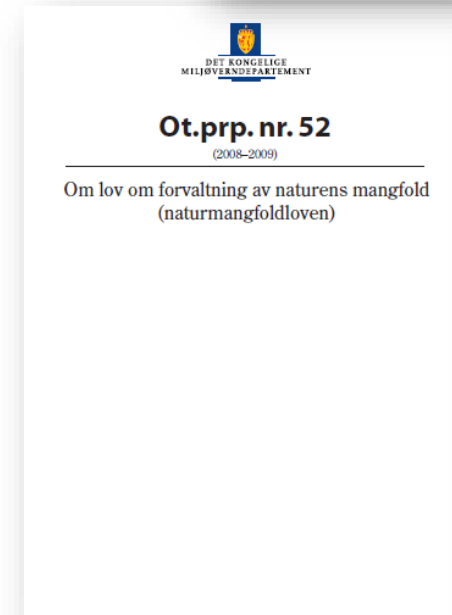 DET KONGELIGE
MILJØVERNDEPARTEMENT
Ot.prp. nr. 52
(2008–2009)
Om lov om forvaltning av naturens mangfold
(naturmangfoldloven)